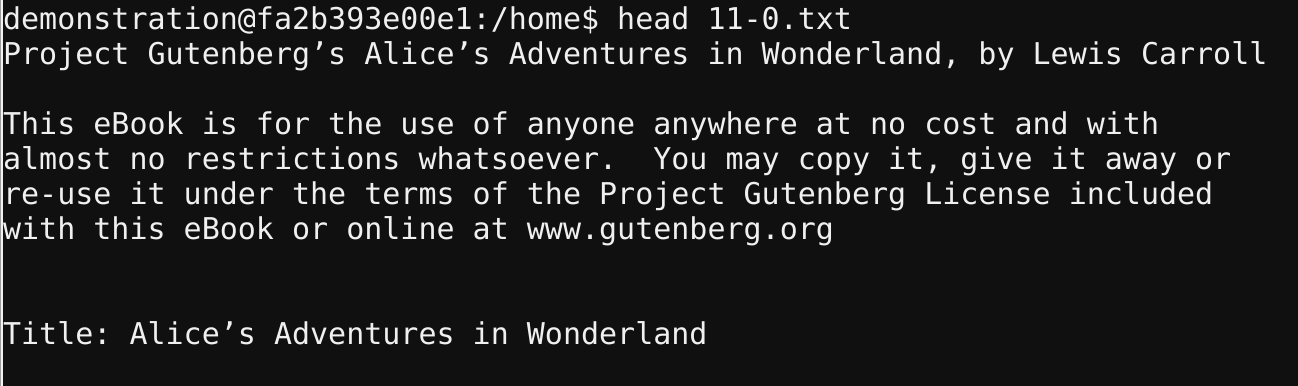 demonstration@fa2b393e00e1:/home$ head 11-0.txt
Project Gutenberg’s Alice’s Adventures in Wonderland, by Lewis Carroll
This eBook is for the use of anyone anywhere at no cost and with
almost no restrictions whatsoever.  You may copy it, give it away or
re-use it under the terms of the Project Gutenberg License included
with this eBook or online at www.gutenberg.org
Title: Alice’s Adventures in Wonderland